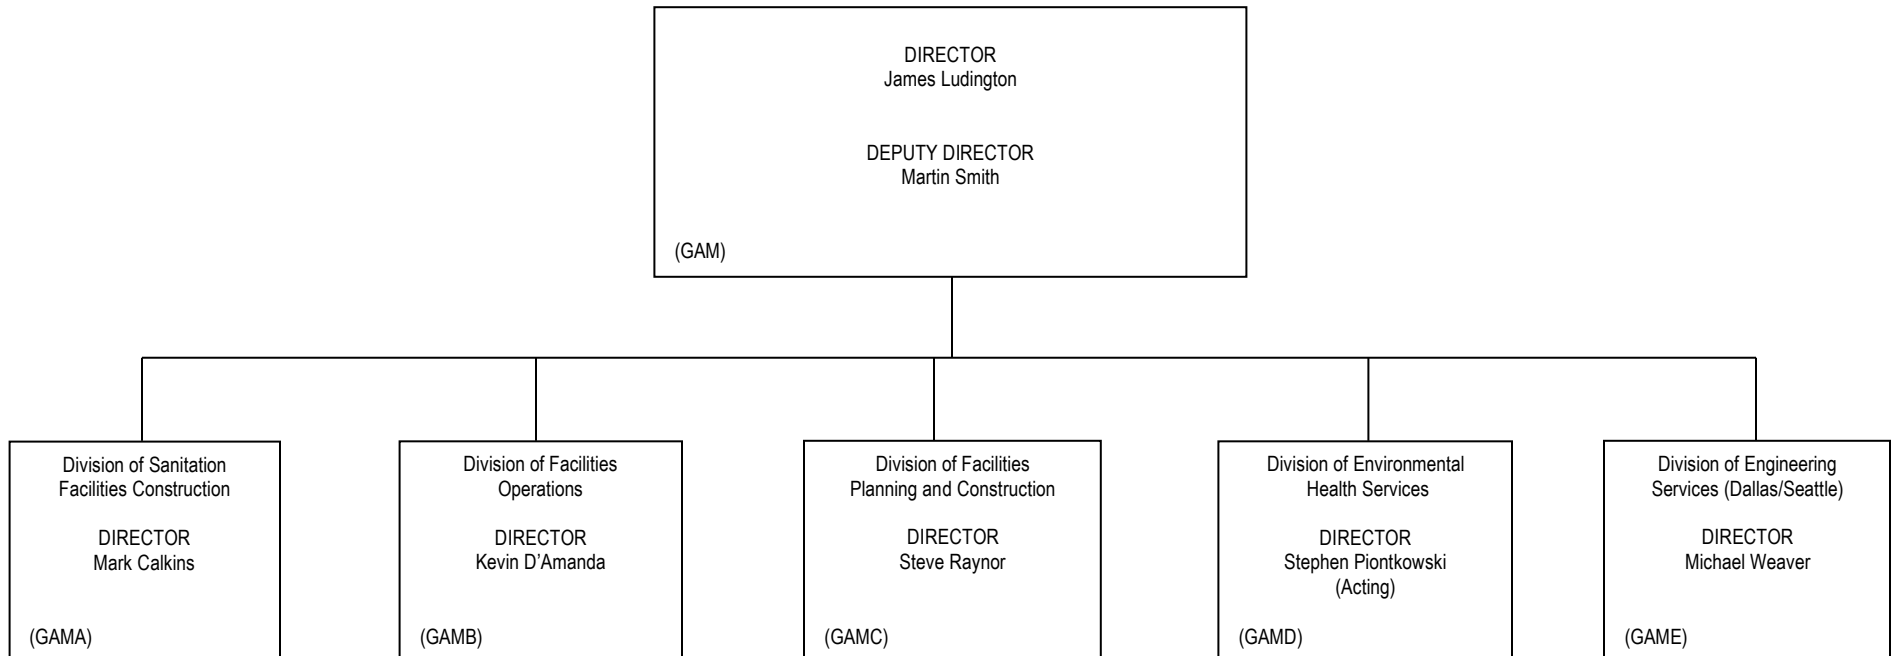 DIRECTOR
James Ludington
DEPUTY DIRECTOR
Martin Smith
(GAM)
Division of Sanitation
Facilities Construction
DIRECTOR
Mark Calkins
(GAMA)
Division of Facilities
Operations
DIRECTOR
Kevin D’Amanda
(GAMB)
Division of Facilities
Planning and Construction
DIRECTOR
Steve Raynor
(GAMC)
Division of Environmental
Health Services
DIRECTOR
Stephen Piontkowski
(Acting)
(GAMD)
Division of Engineering
Services (Dallas/Seattle)
DIRECTOR
Michael Weaver
(GAME)